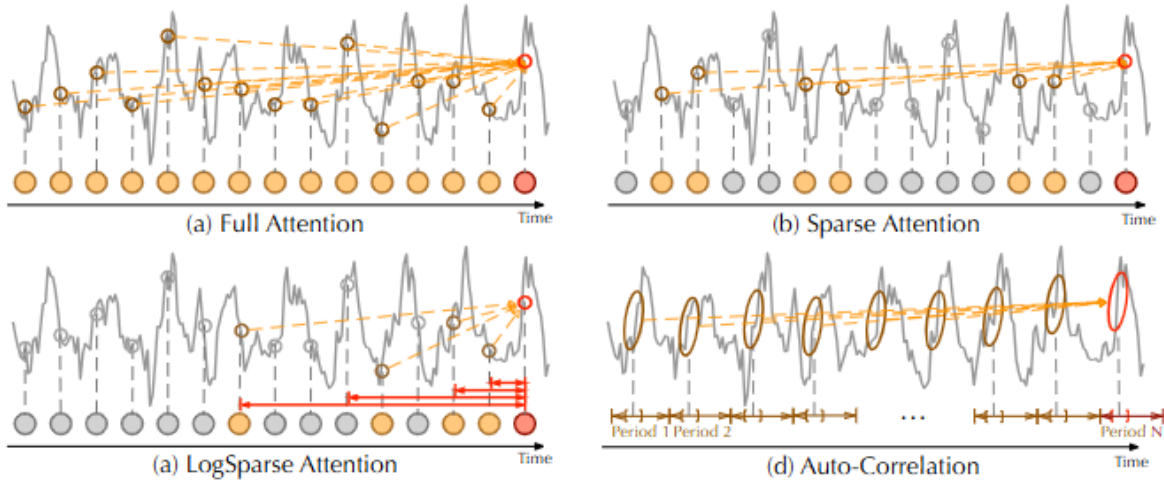 Time
(a) Full Attention
Time
(b) Sparse Attention
Time
(a) LogSparse Attention
Period 1 Period 2 ... Period N
Time
(d) Auto-Correlation